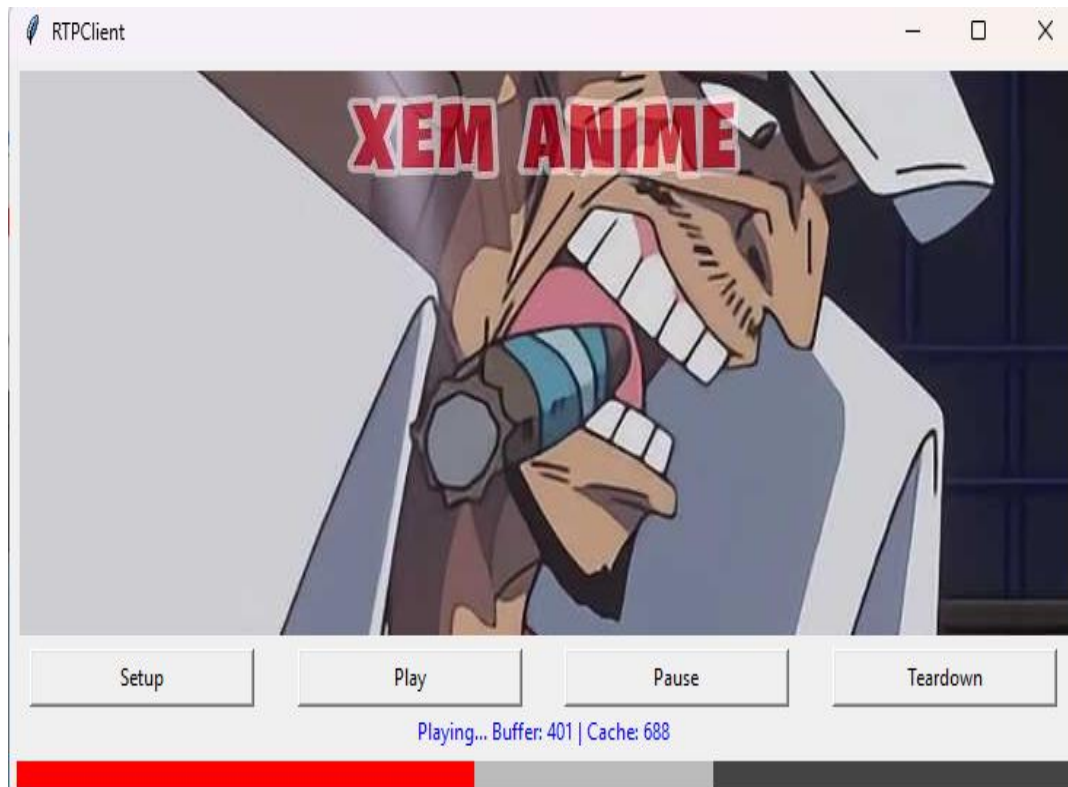 RTPClient
XEM ANIME
Setup
Play
Pause
Teardown
Playing... Buffer: 401 | Cache: 688